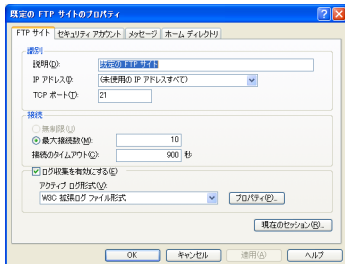 既定の FTP サイトのプロパティ
FTP サイト セキュリティ アカウント メッセージ ホーム ディレクトリ
識別
説明(D): 既定の FTP サイト
IP アドレス(I): (未使用の IP アドレスすべて)
TCP ポート(T): 21
接続
無制限(U)
最大接続数(M): 10
接続のタイムアウト(C): 900 秒
ログ収集を有効にする(E)
アクティブ ログ形式(V):
W3C 拡張ログ ファイル形式 プロパティ(P)...
現在のセッション(R)...
OK キャンセル 適用(A) ヘルプ